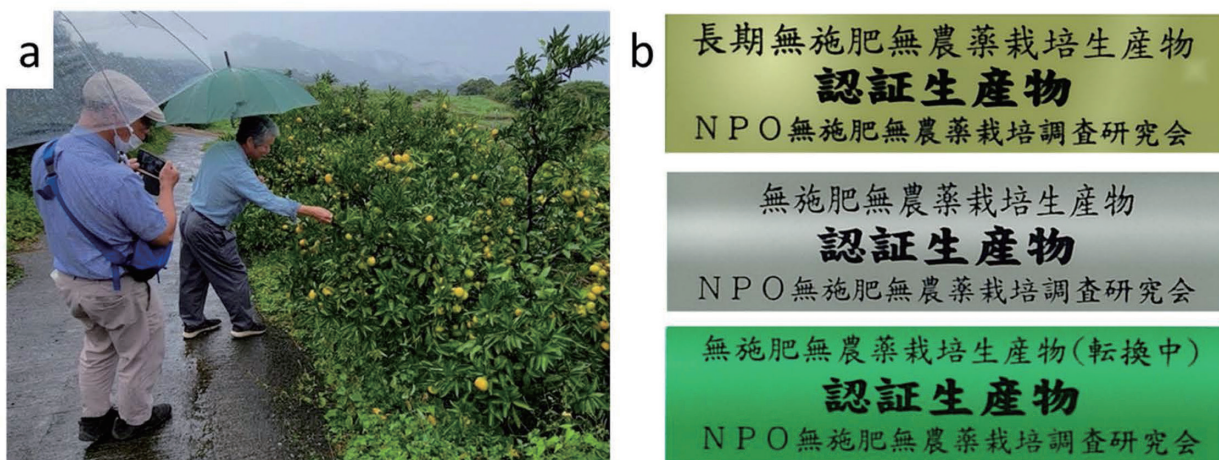 a
b
長期無施肥無農薬栽培生産物
認証生産物
NPO無施肥無農薬栽培調査研究会
無施肥無農薬栽培生産物
認証生産物
NPO無施肥無農薬栽培調査研究会
無施肥無農薬栽培生産物(転換中)
認証生産物
NPO無施肥無農薬栽培調査研究会